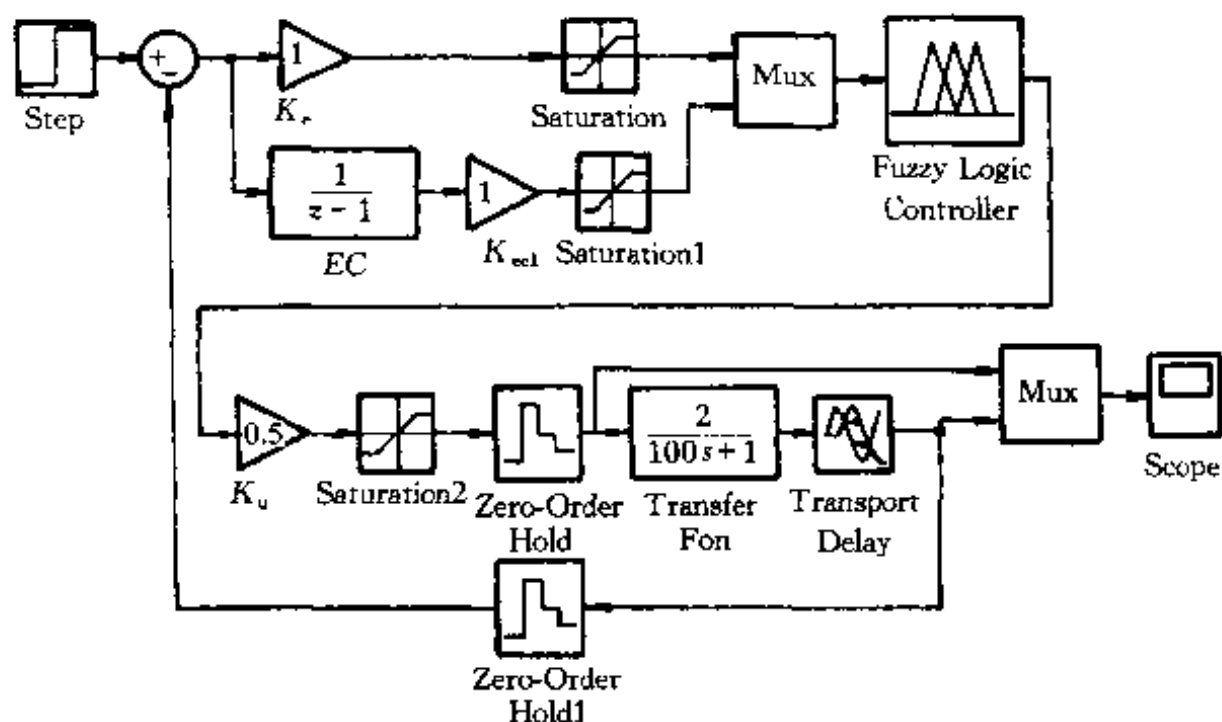 +
−
1
Mux
Step
K_e
Saturation
1
z − 1
1
Fuzzy Logic
Controller
EC
K_ec1
Saturation1
0.5
2
100s+1
Mux
K_u
Saturation2
Zero-Order
Hold
Transfer
Fon
Transport
Delay
Scope
Zero-Order
Hold1